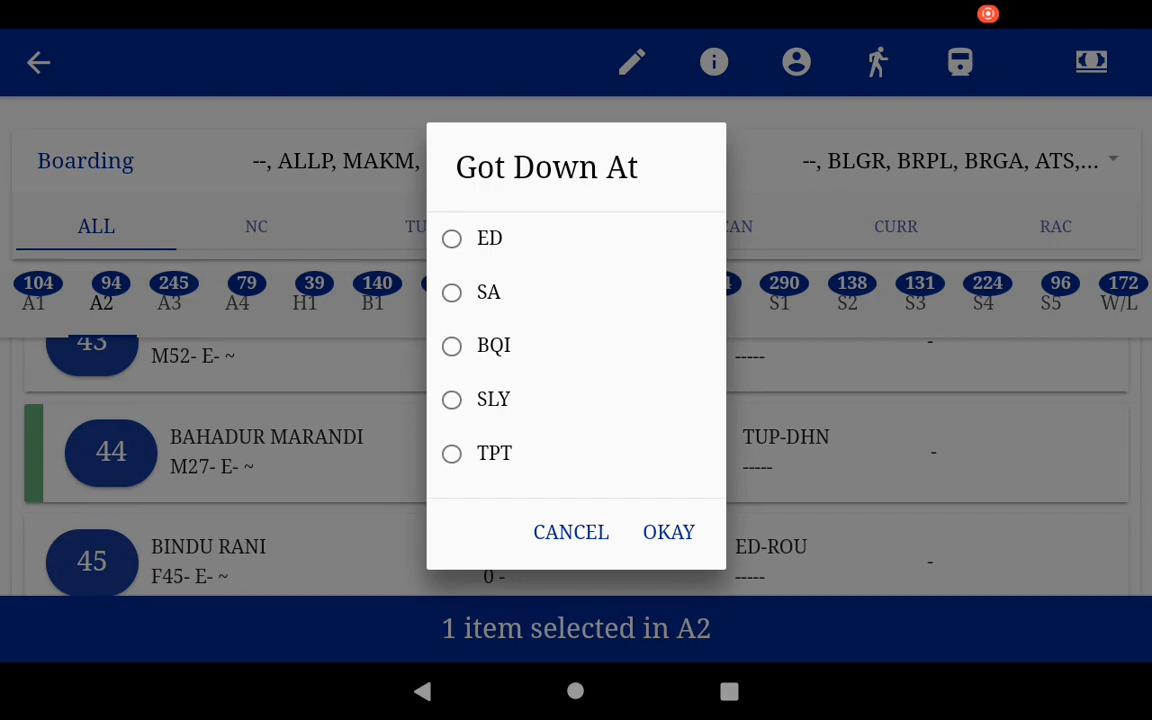 Boarding --, ALLP, MAKM, --, BLGR, BRPL, BRGA, ATS,...
Got Down At
ALL NC TU AN CURR RAC
ED
SA
BQI
SLY
TPT
CANCEL OKAY
104 94 245 79 39 140 290 138 131 224 96 172
A1 A2 A3 A4 H1 B1 S1 S2 S3 S4 S5 W/L
43
M52- E- ~ ----- -
44 BAHADUR MARANDI TUP-DHN
M27- E- ~ ----- -
45 BINDU RANI ED-ROU
F45- E- ~ 0 - ----- -
1 item selected in A2